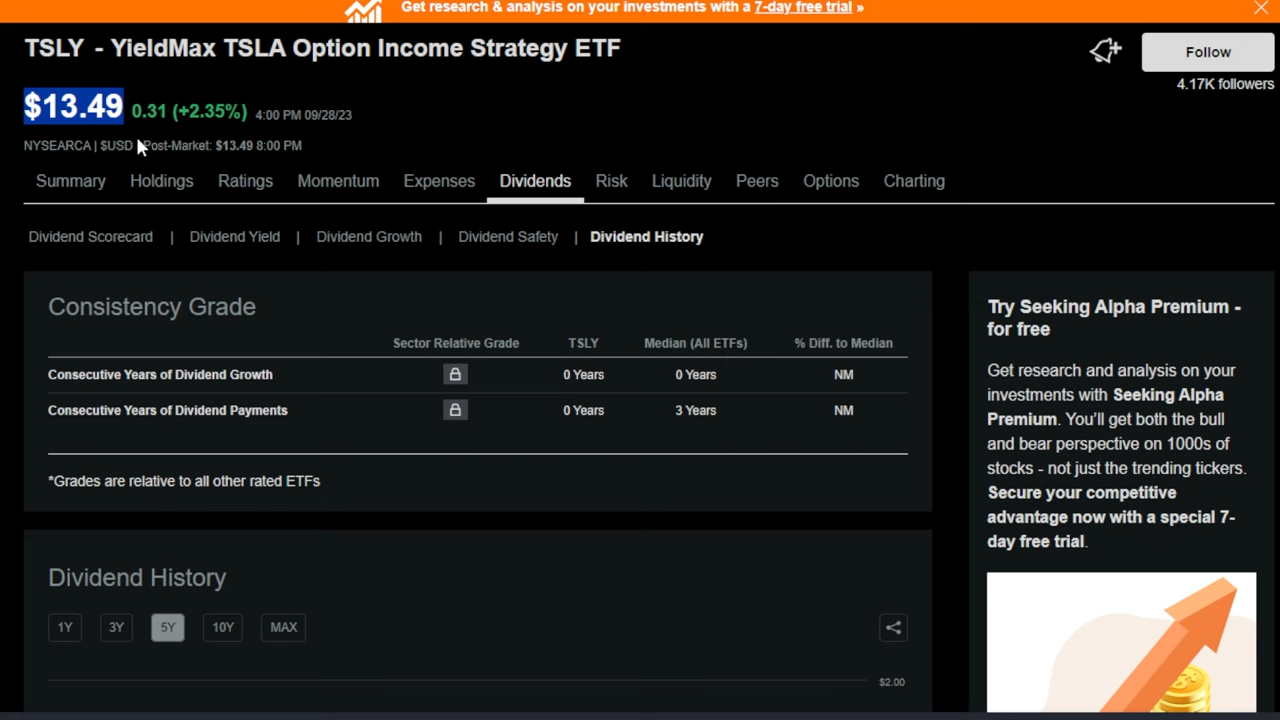 Get research & analysis on your investments with a 7-day free trial »
TSLY - YieldMax TSLA Option Income Strategy ETF
Follow
4.17K followers
$13.49 0.31 (+2.35%) 4:00 PM 09/28/23
NYSEARCA | $USD Post-Market: $13.49 8:00 PM
Summary Holdings Ratings Momentum Expenses Dividends Risk Liquidity Peers Options Charting
Dividend Scorecard | Dividend Yield | Dividend Growth | Dividend Safety | Dividend History
Consistency Grade
Sector Relative Grade TSLY Median (All ETFs) % Diff. to Median
Consecutive Years of Dividend Growth 0 Years 0 Years NM
Consecutive Years of Dividend Payments 0 Years 3 Years NM
*Grades are relative to all other rated ETFs
Dividend History
1Y 3Y 5Y 10Y MAX
$2.00
Try Seeking Alpha Premium -
for free
Get research and analysis on your
investments with Seeking Alpha
Premium. You'll get both the bull
and bear perspective on 1000s of
stocks - not just the trending tickers.
Secure your competitive
advantage now with a special 7-
day free trial.